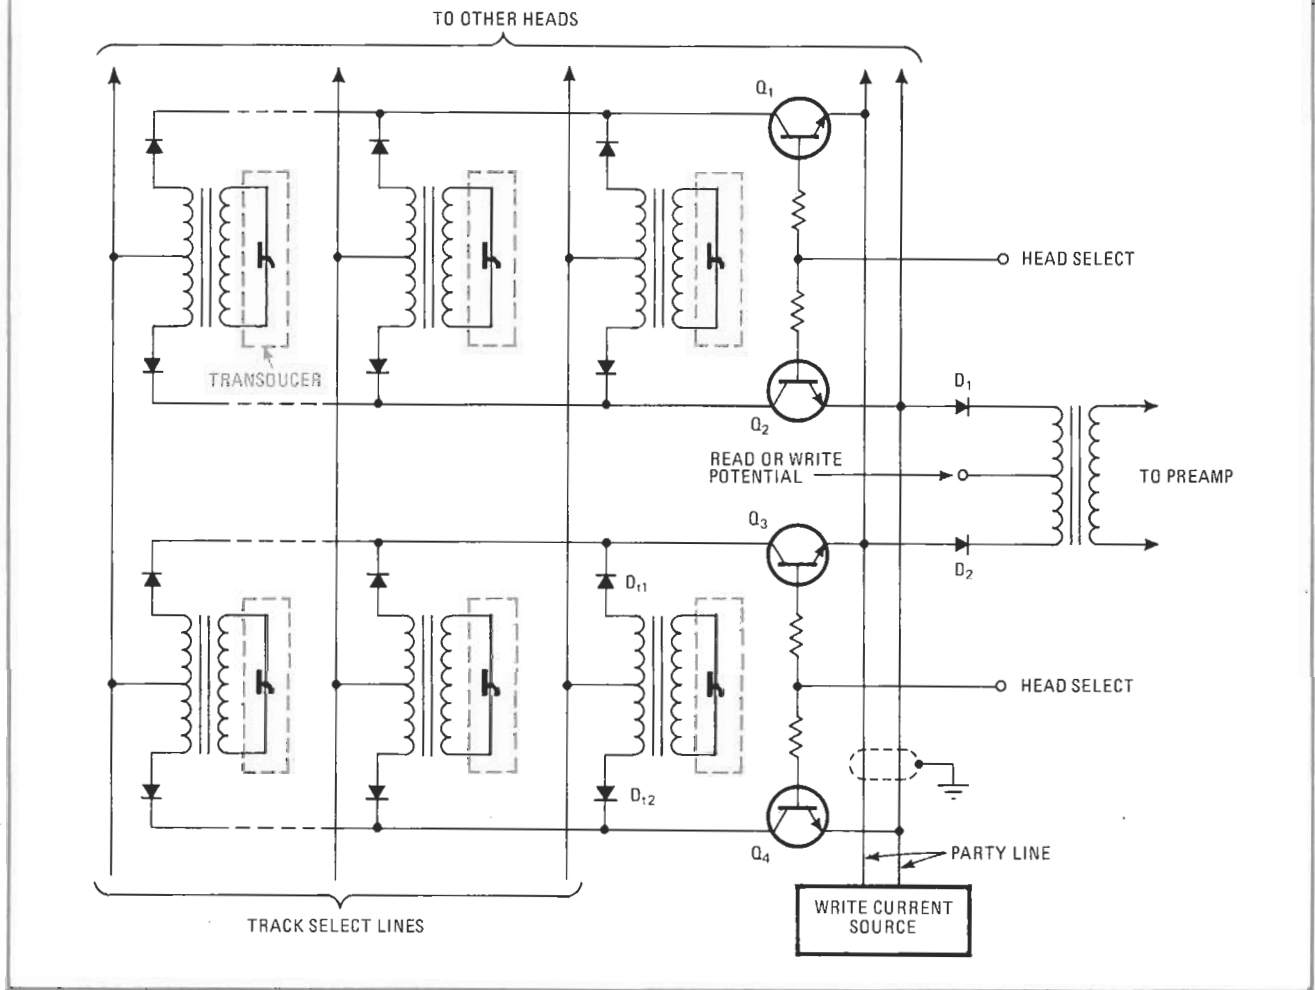 TO OTHER HEADS
Q1
HEAD SELECT
TRANSDUCER
D1
Q2
READ OR WRITE
POTENTIAL
TO PREAMP
Q3
D2
Dt1
HEAD SELECT
Dt2
Q4
PARTY LINE
WRITE CURRENT
SOURCE
TRACK SELECT LINES